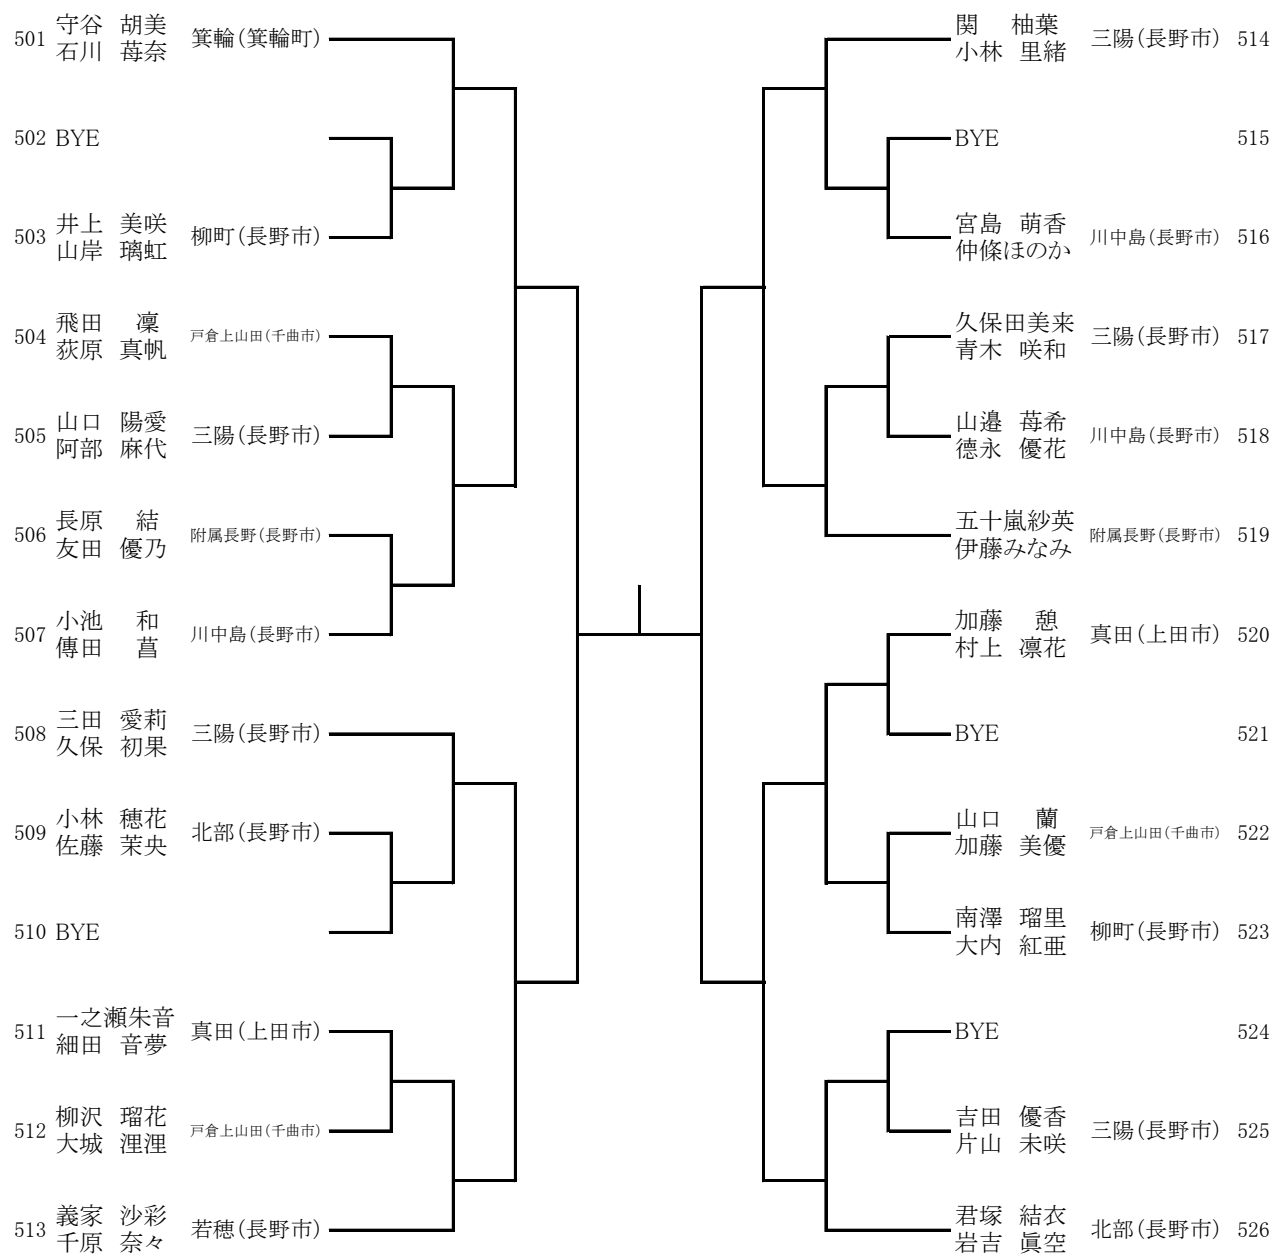 501 守谷 胡美 箕輪(箕輪町)
石川 苺奈
502 BYE
503 井上 美咲 柳町(長野市)
山岸 璃虹
504 飛田 凜 戸倉上山田(千曲市)
荻原 真帆
505 山口 陽愛 三陽(長野市)
阿部 麻代
506 長原 結 附属長野(長野市)
友田 優乃
507 小池 和 川中島(長野市)
傳田 菖
508 三田 愛莉 三陽(長野市)
久保 初果
509 小林 穂花 北部(長野市)
佐藤 茉央
510 BYE
511 一之瀬朱音 真田(上田市)
細田 音夢
512 柳沢 瑠花 戸倉上山田(千曲市)
大城 浬浬
513 義家 沙彩 若穂(長野市)
千原 奈々
関 柚葉 三陽(長野市) 514
小林 里緒
BYE 515
宮島 萌香 川中島(長野市) 516
仲條ほのか
久保田美来 三陽(長野市) 517
青木 咲和
山邉 苺希 川中島(長野市) 518
德永 優花
五十嵐紗英 附属長野(長野市) 519
伊藤みなみ
加藤 憩 真田(上田市) 520
村上 凛花
BYE 521
山口 蘭 戸倉上山田(千曲市) 522
加藤 美優
南澤 瑠里 柳町(長野市) 523
大内 紅亜
BYE 524
吉田 優香 三陽(長野市) 525
片山 未咲
君塚 結衣 北部(長野市) 526
岩吉 眞空